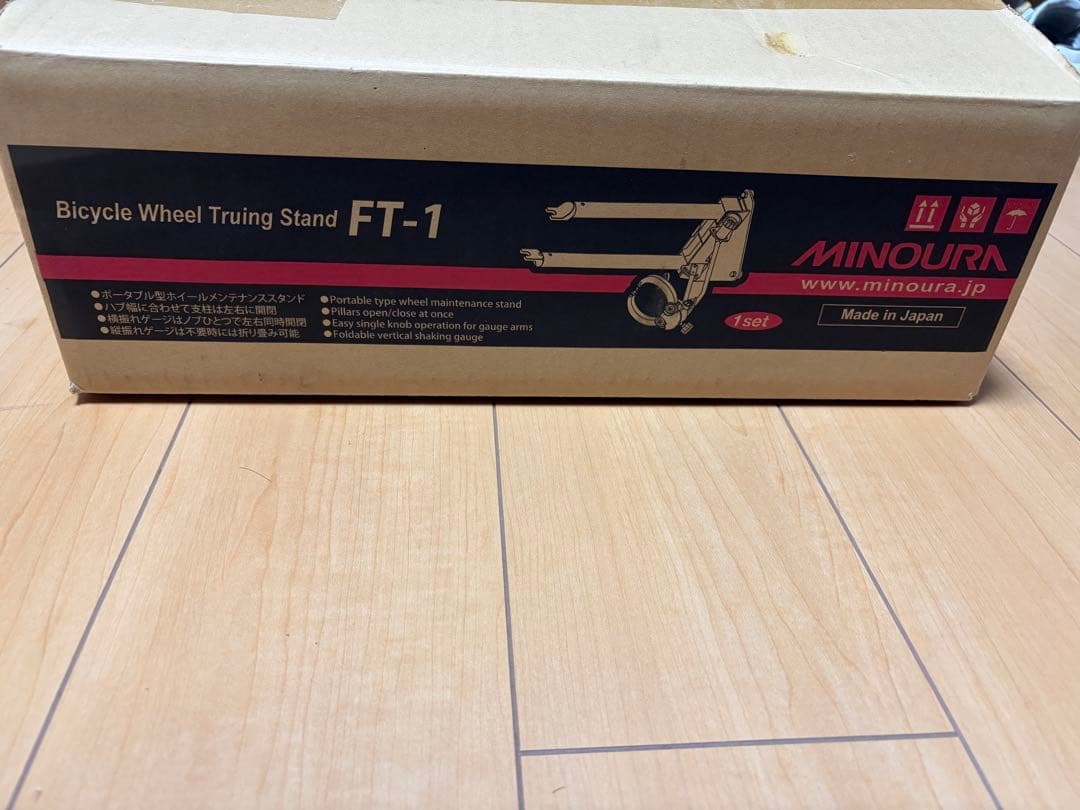 Bicycle Wheel Truing Stand FT-1
●ポータブル型ホイールメンテナンススタンド
●ハブ幅に合わせて支柱は左右に開閉
●横振れゲージはノブひとつで左右同時開閉
●縦振れゲージは不要時には折り畳み可能
●Portable type wheel maintenance stand
●Pillars open/close at once
●Easy single knob operation for gauge arms
●Foldable vertical shaking gauge
1set
MINOURA
www.minoura.jp
Made in Japan